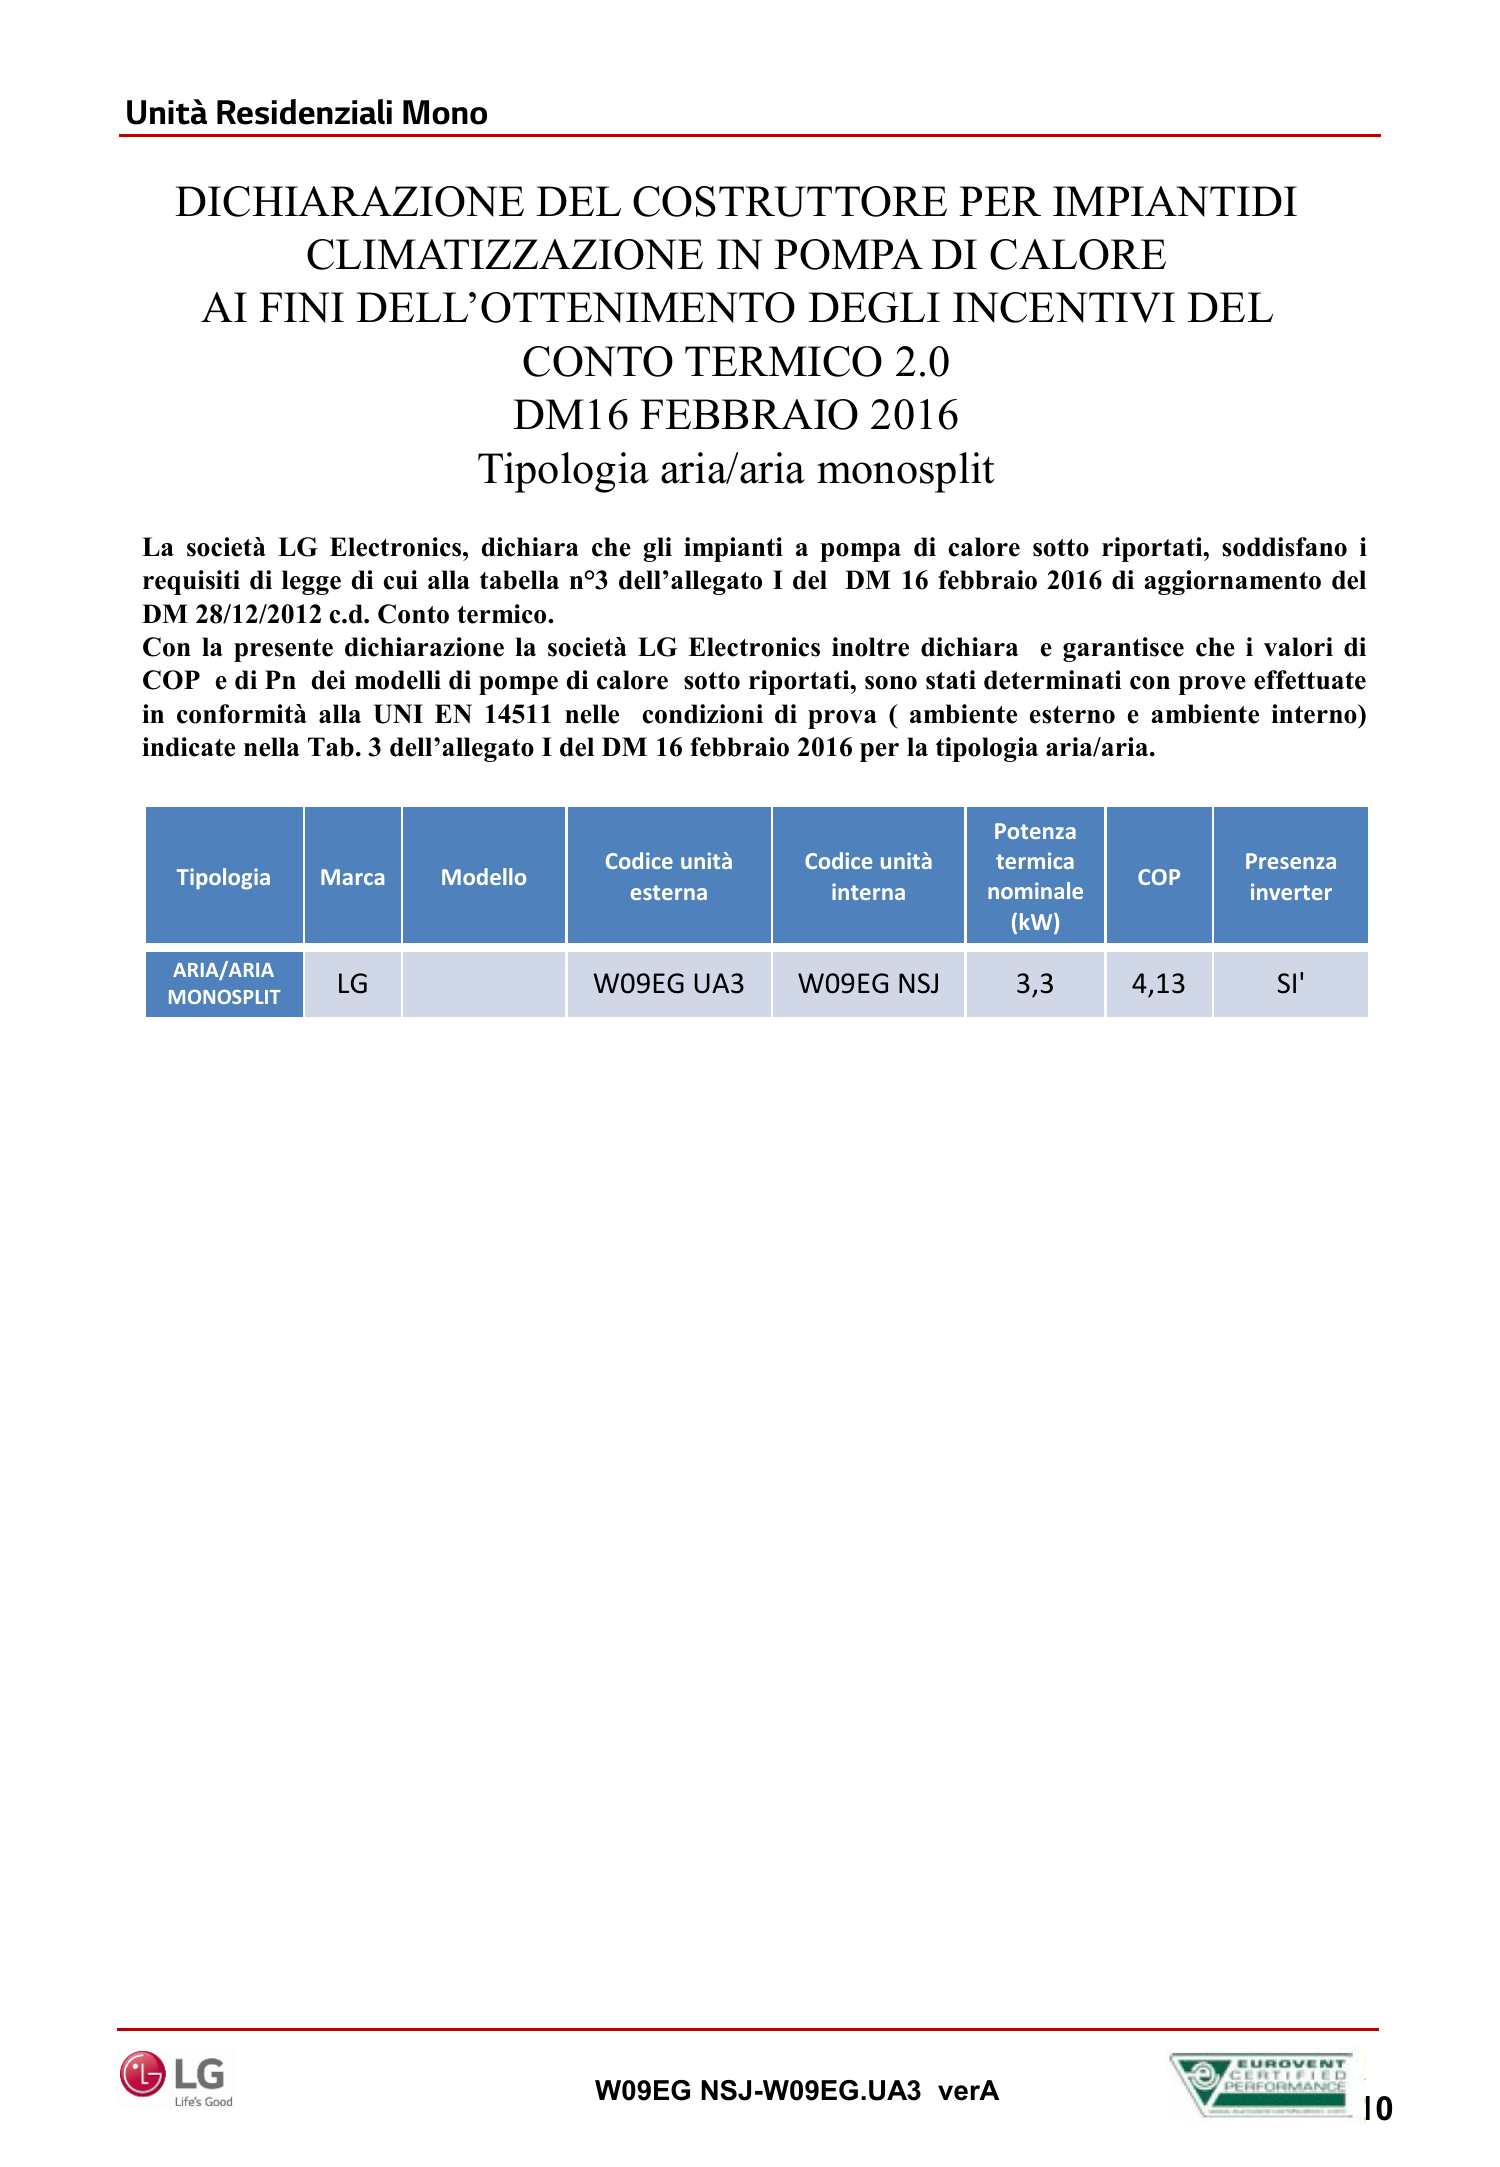 Unità Residenziali Mono
DICHIARAZIONE DEL COSTRUTTORE PER IMPIANTIDI
CLIMATIZZAZIONE IN POMPA DI CALORE
AI FINI DELL’OTTENIMENTO DEGLI INCENTIVI DEL
CONTO TERMICO 2.0
DM16 FEBBRAIO 2016
Tipologia aria/aria monosplit
La società LG Electronics, dichiara che gli impianti a pompa di calore sotto riportati, soddisfano i
requisiti di legge di cui alla tabella n°3 dell’allegato I del DM 16 febbraio 2016 di aggiornamento del
DM 28/12/2012 c.d. Conto termico.
Con la presente dichiarazione la società LG Electronics inoltre dichiara e garantisce che i valori di
COP e di Pn dei modelli di pompe di calore sotto riportati, sono stati determinati con prove effettuate
in conformità alla UNI EN 14511 nelle condizioni di prova ( ambiente esterno e ambiente interno)
indicate nella Tab. 3 dell’allegato I del DM 16 febbraio 2016 per la tipologia aria/aria.
Tipologia Marca Modello Codice unità esterna Codice unità interna Potenza termica nominale (kW) COP Presenza inverter
ARIA/ARIA MONOSPLIT LG W09EG UA3 W09EG NSJ 3,3 4,13 SI'
LG
Life's Good
W09EG NSJ-W09EG.UA3 verA
EUROVENT
CERTIFIED
PERFORMANCE
10